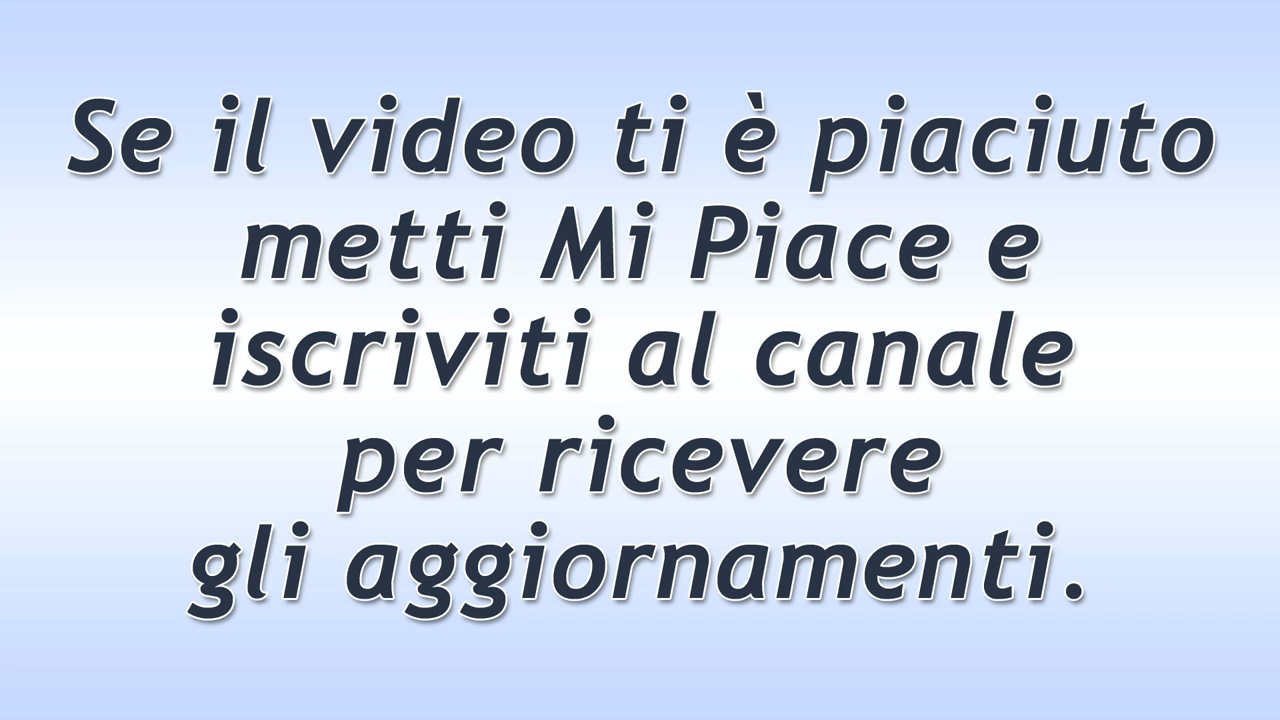 Se il video ti è piaciuto
metti Mi Piace e
iscriviti al canale
per ricevere
gli aggiornamenti.